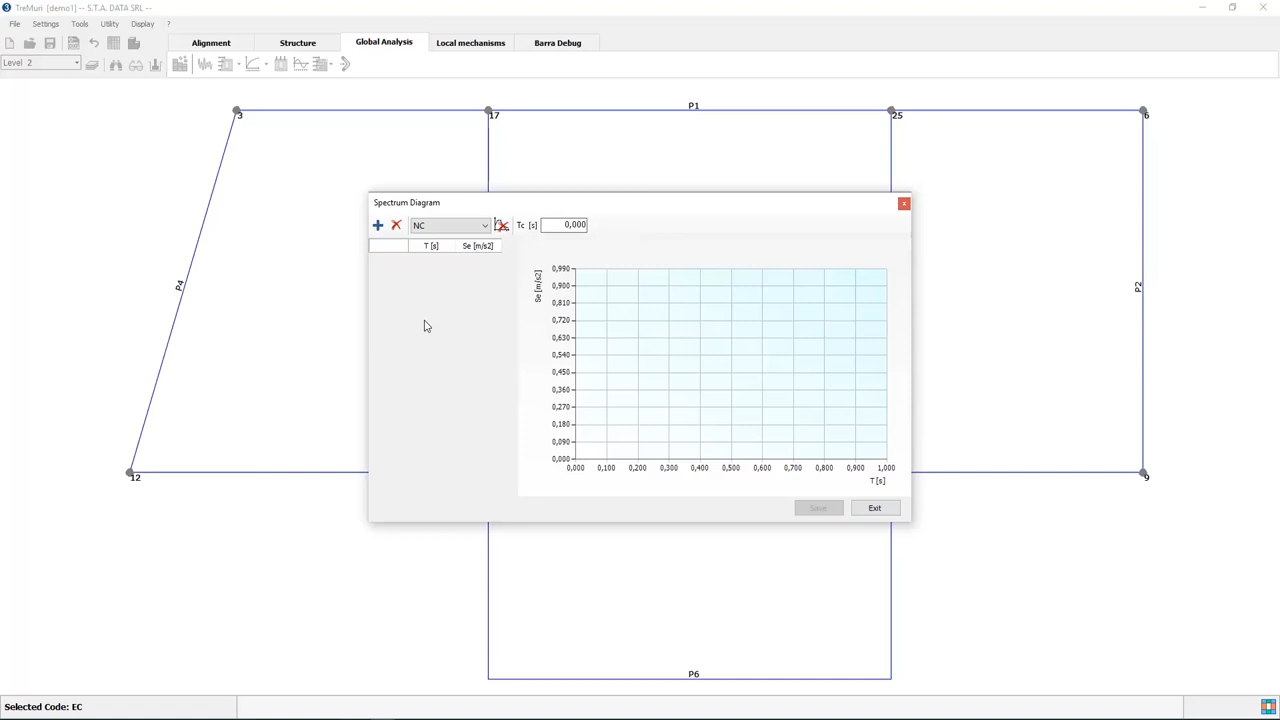 TreMuri [demo1] -- S.T.A. DATA SRL --
File Settings Tools Utility Display ?
Alignment Structure Global Analysis Local mechanisms Barra Debug
Level 2
P1
3 17 25 6
Spectrum Diagram
NC Tc [s] 0,000
T [s] Se [m/s2]
P4
P2
Se [m/s2]
0,990
0,900
0,810
0,720
0,630
0,540
0,450
0,360
0,270
0,180
0,090
0,000
0,000 0,100 0,200 0,300 0,400 0,500 0,600 0,700 0,800 0,900 1,000
T [s]
12 9
Save Exit
P6
Selected Code: EC